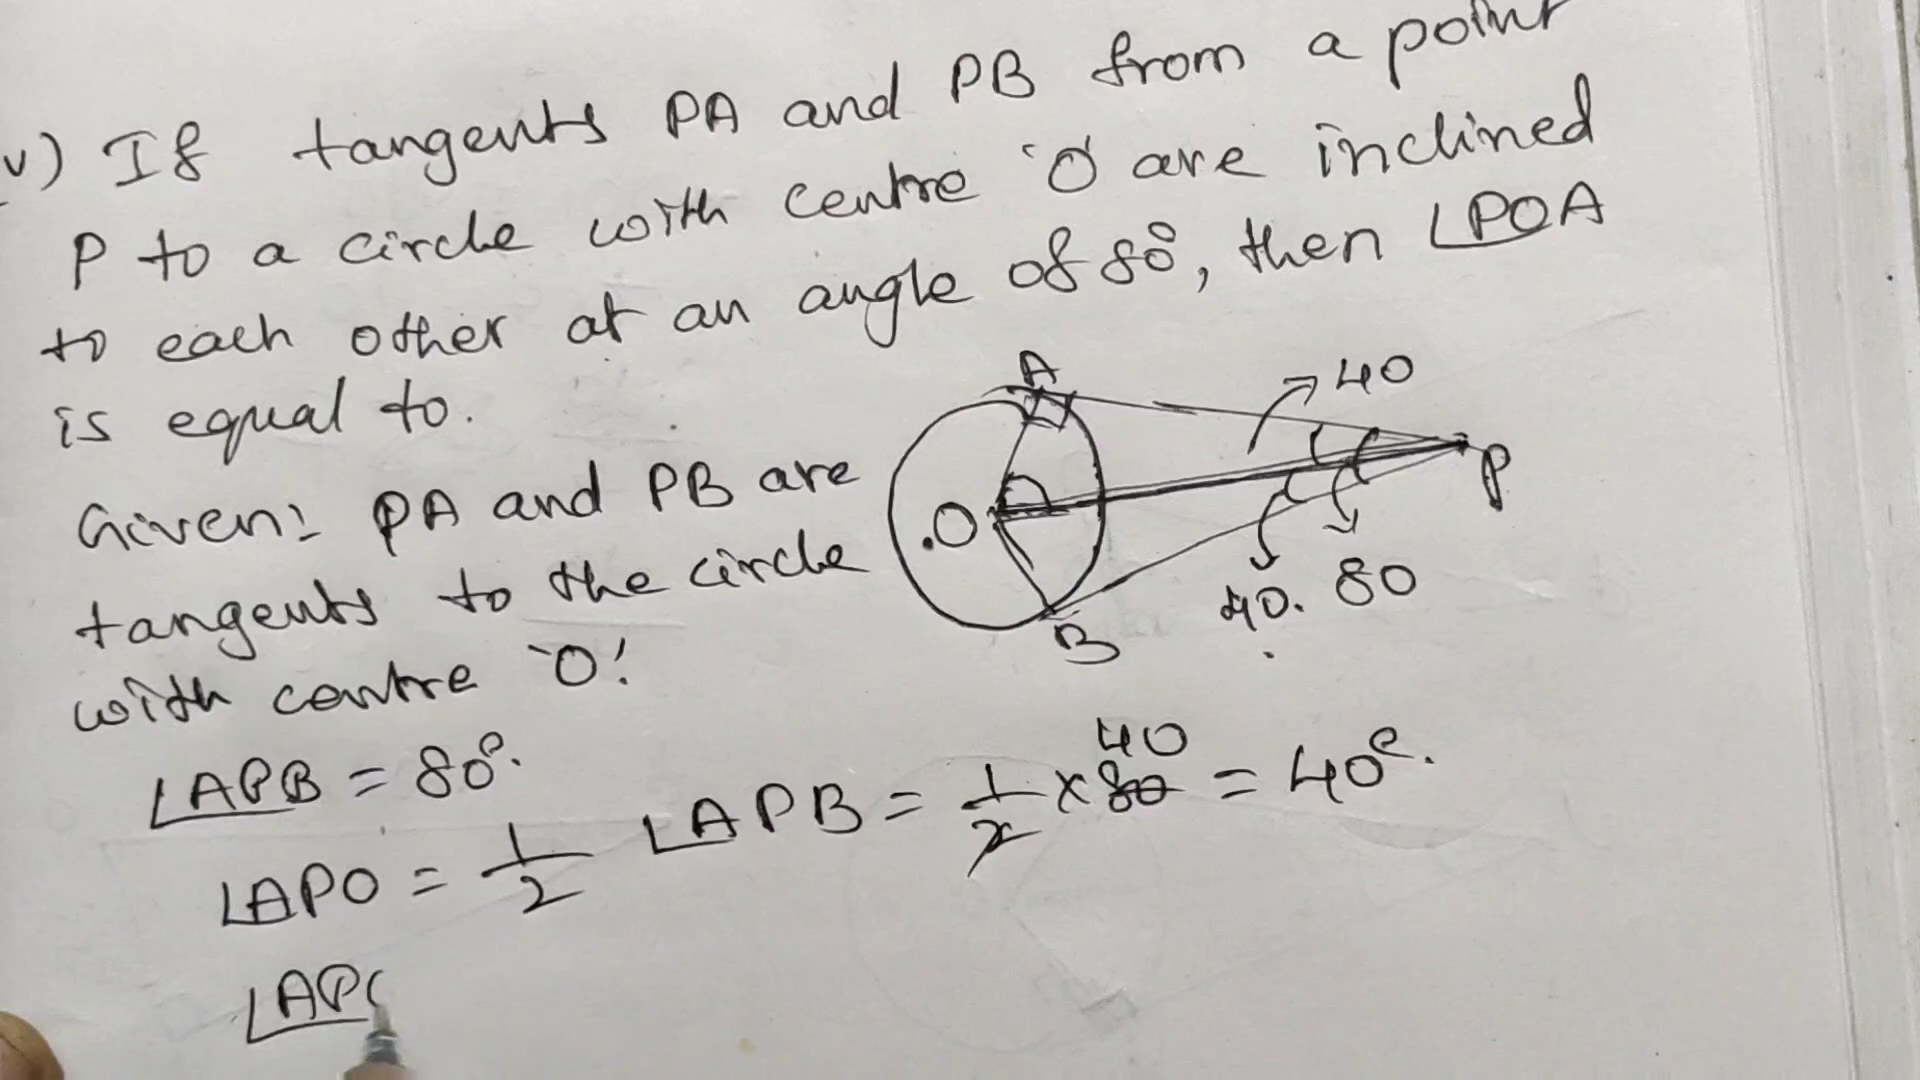 v) If tangents PA and PB from a point
P to a circle with centre 'O' are inclined
to each other at an angle of 80°, then ∠POA
is equal to.
Given: PA and PB are
tangents to the circle
with centre 'O'.
A
40
P
.O
40. 80
B
∠APB = 80°.
∠APO = 1/2 ∠APB = 1/2 × 80 = 40°.
40
∠APO